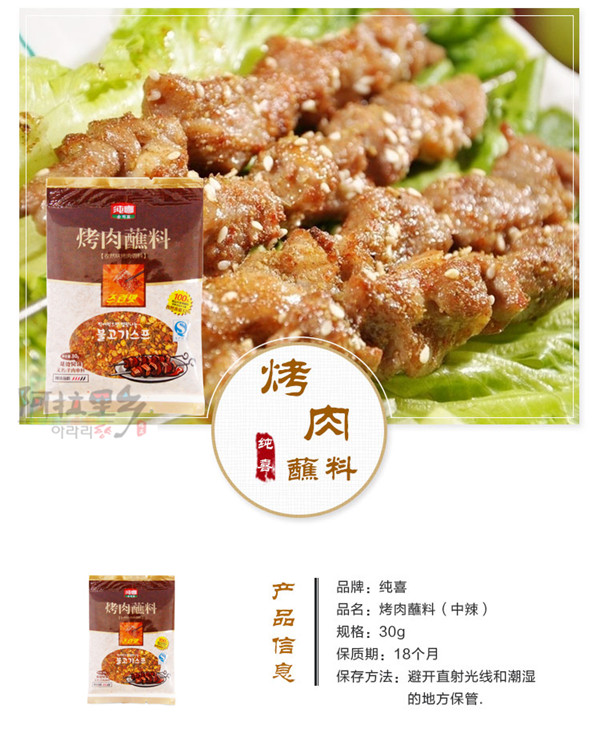 纯喜
烤肉蘸料
100
불고기스프
阿拉里乡
아라리
烤肉
蘸料
纯喜
烤肉蘸料
불고기스프
产品信息
品牌：纯喜
品名：烤肉蘸料（中辣）
规格：30g
保质期：18个月
保存方法：避开直射光线和潮湿
的地方保管.